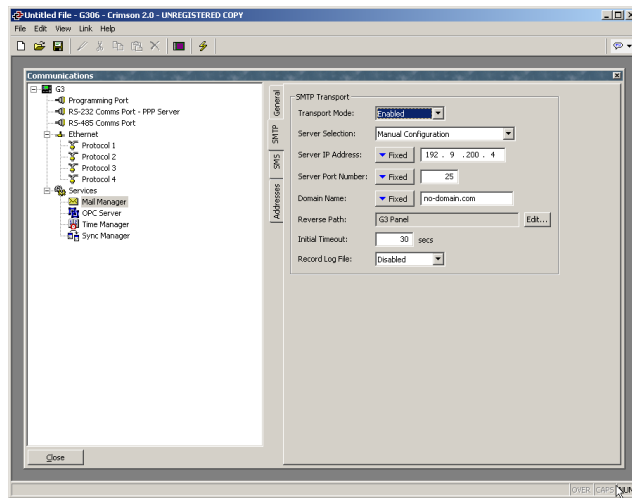 Untitled File - G306 - Crimson 2.0 - UNREGISTERED COPY
File Edit View Link Help
Communications
G3
Programming Port
RS-232 Comms Port - PPP Server
RS-485 Comms Port
Ethernet
Protocol 1
Protocol 2
Protocol 3
Protocol 4
Services
Mail Manager
OPC Server
Time Manager
Sync Manager
Close
General
SMTP
SMS
Addresses
SMTP Transport
Transport Mode: Enabled
Server Selection: Manual Configuration
Server IP Address: Fixed 192 . 9 .200 . 4
Server Port Number: Fixed 25
Domain Name: Fixed no-domain.com
Reverse Path: G3 Panel Edit...
Initial Timeout: 30 secs
Record Log File: Disabled
OVER CAPS NUM